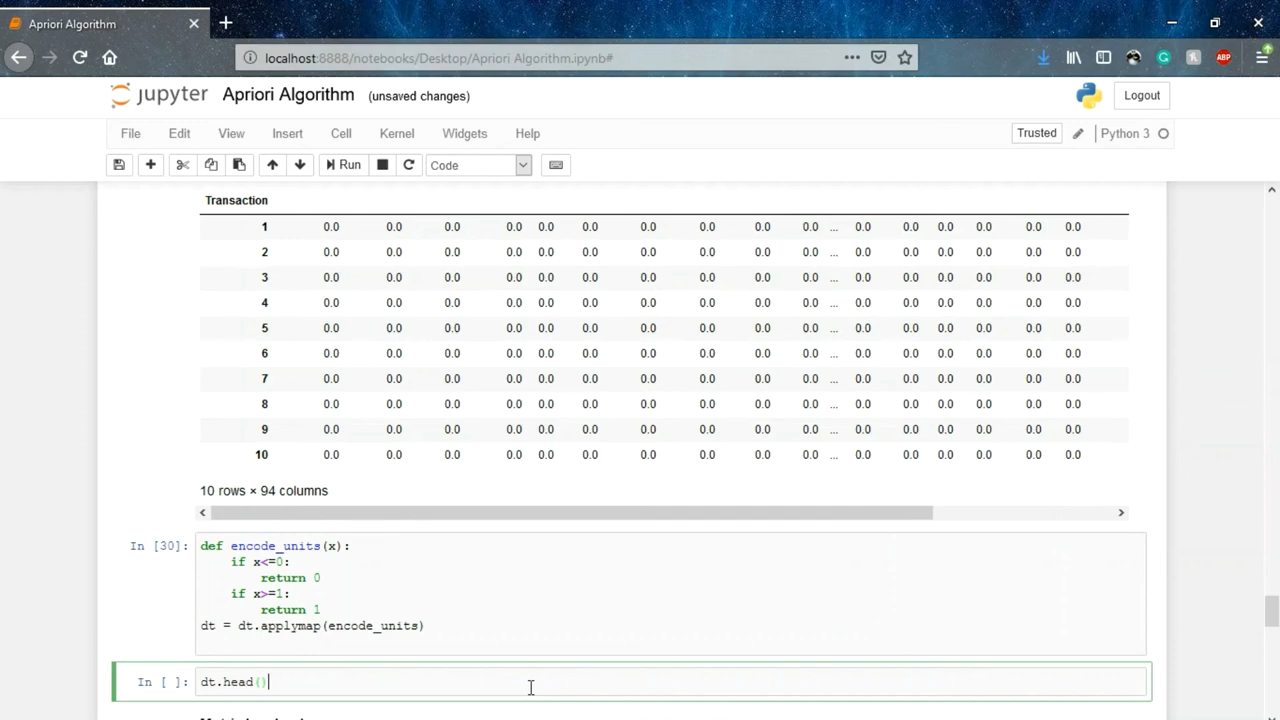 Apriori Algorithm
localhost:8888/notebooks/Desktop/Apriori Algorithm.ipynb#
ABP
jupyter Apriori Algorithm (unsaved changes)
Logout
File Edit View Insert Cell Kernel Widgets Help
Trusted Python 3
Run Code
Transaction
1 0.0 0.0 0.0 0.0 0.0 0.0 0.0 0.0 0.0 0.0 ... 0.0 0.0 0.0 0.0 0.0 0.0
2 0.0 0.0 0.0 0.0 0.0 0.0 0.0 0.0 0.0 0.0 ... 0.0 0.0 0.0 0.0 0.0 0.0
3 0.0 0.0 0.0 0.0 0.0 0.0 0.0 0.0 0.0 0.0 ... 0.0 0.0 0.0 0.0 0.0 0.0
4 0.0 0.0 0.0 0.0 0.0 0.0 0.0 0.0 0.0 0.0 ... 0.0 0.0 0.0 0.0 0.0 0.0
5 0.0 0.0 0.0 0.0 0.0 0.0 0.0 0.0 0.0 0.0 ... 0.0 0.0 0.0 0.0 0.0 0.0
6 0.0 0.0 0.0 0.0 0.0 0.0 0.0 0.0 0.0 0.0 ... 0.0 0.0 0.0 0.0 0.0 0.0
7 0.0 0.0 0.0 0.0 0.0 0.0 0.0 0.0 0.0 0.0 ... 0.0 0.0 0.0 0.0 0.0 0.0
8 0.0 0.0 0.0 0.0 0.0 0.0 0.0 0.0 0.0 0.0 ... 0.0 0.0 0.0 0.0 0.0 0.0
9 0.0 0.0 0.0 0.0 0.0 0.0 0.0 0.0 0.0 0.0 ... 0.0 0.0 0.0 0.0 0.0 0.0
10 0.0 0.0 0.0 0.0 0.0 0.0 0.0 0.0 0.0 0.0 ... 0.0 0.0 0.0 0.0 0.0 0.0
10 rows × 94 columns
In [30]: def encode_units(x):
if x<=0:
return 0
if x>=1:
return 1
dt = dt.applymap(encode_units)
In [ ]: dt.head()